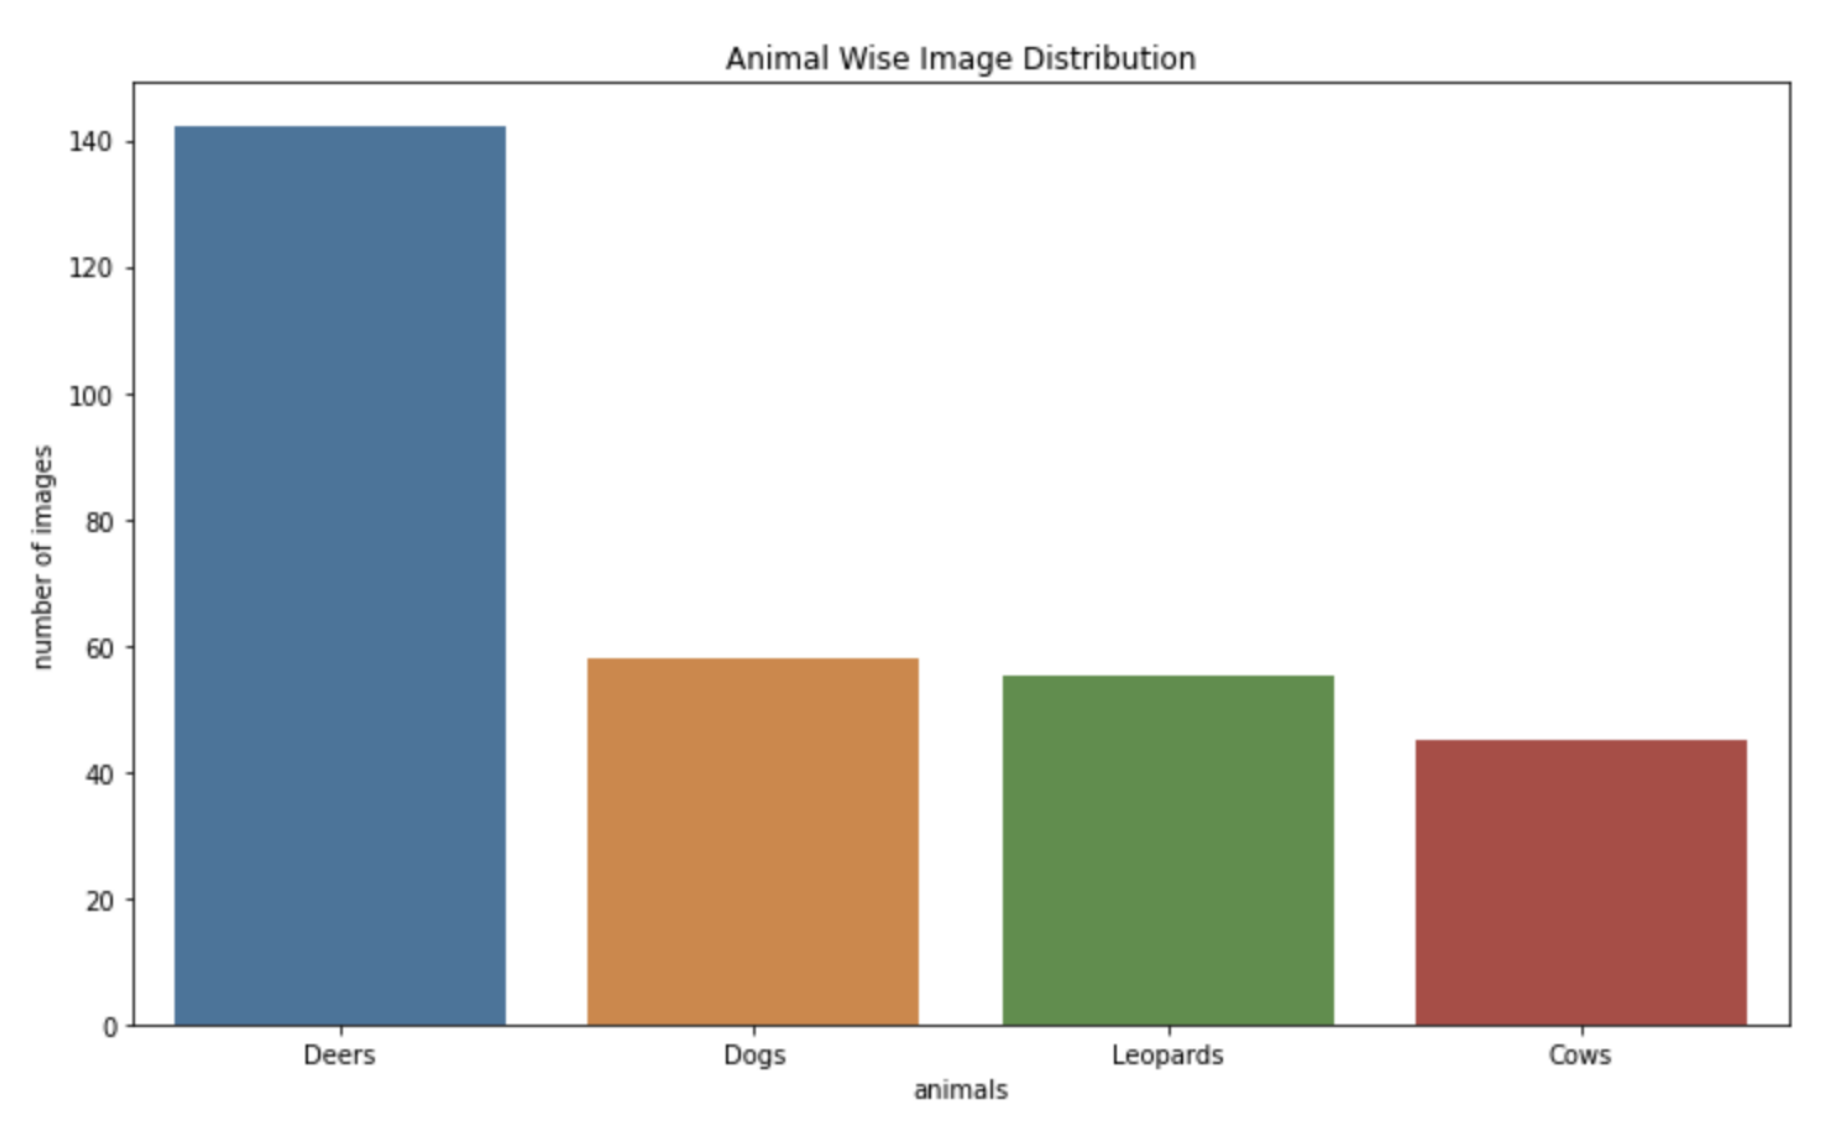 Animal Wise Image Distribution
140
120
100
80
60
40
20
0
number of images
Deers
Dogs
Leopards
Cows
animals